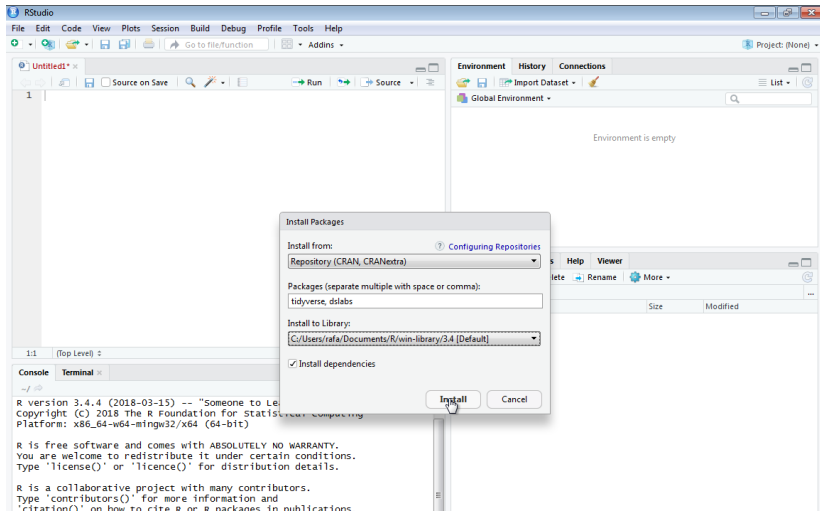 RStudio
File Edit Code View Plots Session Build Debug Profile Tools Help
Go to file/function Addins Project: (None)
Untitled1*
Source on Save Run Source
1
1:1 (Top Level)
Console Terminal
~/
R version 3.4.4 (2018-03-15) -- "Someone to Le
Copyright (C) 2018 The R Foundation for Statistical Computing
Platform: x86_64-w64-mingw32/x64 (64-bit)
R is free software and comes with ABSOLUTELY NO WARRANTY.
You are welcome to redistribute it under certain conditions.
Type 'license()' or 'licence()' for distribution details.
R is a collaborative project with many contributors.
Type 'contributors()' for more information and
'citation()' on how to cite R or R packages in publications
Environment History Connections
Import Dataset List
Global Environment
Environment is empty
s Help Viewer
lete Rename More
Size Modified
Install Packages
Install from: ? Configuring Repositories
Repository (CRAN, CRANextra)
Packages (separate multiple with space or comma):
tidyverse, dslabs
Install to Library:
C:/Users/rafa/Documents/R/win-library/3.4 [Default]
Install dependencies
Install Cancel